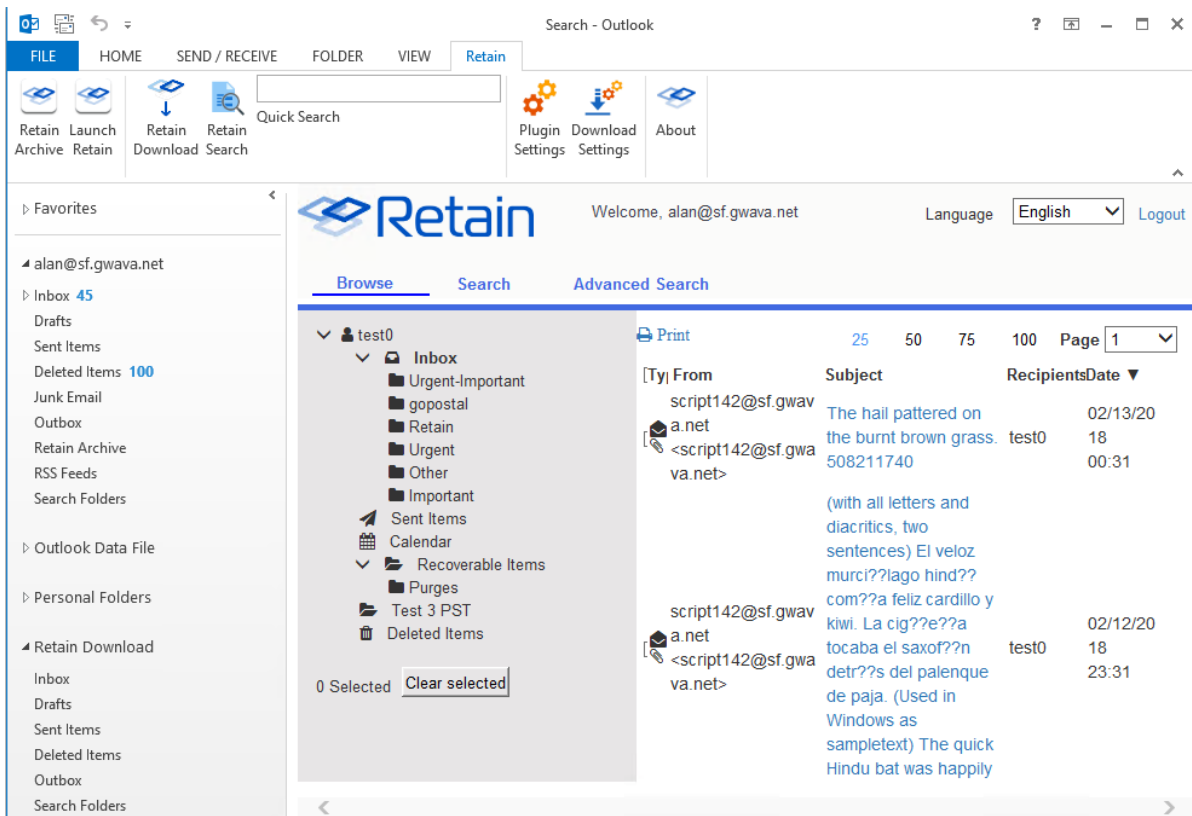 Search - Outlook
FILE HOME SEND / RECEIVE FOLDER VIEW Retain
Quick Search
Retain Archive
Launch Retain
Retain Download
Retain Search
Plugin Settings
Download Settings
About
Favorites
alan@sf.gwava.net
Inbox 45
Drafts
Sent Items
Deleted Items 100
Junk Email
Outbox
Retain Archive
RSS Feeds
Search Folders
Outlook Data File
Personal Folders
Retain Download
Inbox
Drafts
Sent Items
Deleted Items
Outbox
Search Folders
Retain
Welcome, alan@sf.gwava.net
Language English Logout
Browse Search Advanced Search
test0
Inbox
Urgent-Important
gopostal
Retain
Urgent
Other
Important
Sent Items
Calendar
Recoverable Items
Purges
Test 3 PST
Deleted Items
0 Selected Clear selected
Print 25 50 75 100 Page 1
[Ty From Subject Recipients Date ▼
script142@sf.gwav
a.net
<script142@sf.gwa
va.net>
The hail pattered on
the burnt brown grass.
508211740
test0
02/13/20
18
00:31
script142@sf.gwav
a.net
<script142@sf.gwa
va.net>
(with all letters and
diacritics, two
sentences) El veloz
murci??lago hind??
com??a feliz cardillo y
kiwi. La cig??e??a
tocaba el saxof??n
detr??s del palenque
de paja. (Used in
Windows as
sampletext) The quick
Hindu bat was happily
test0
02/12/20
18
23:31